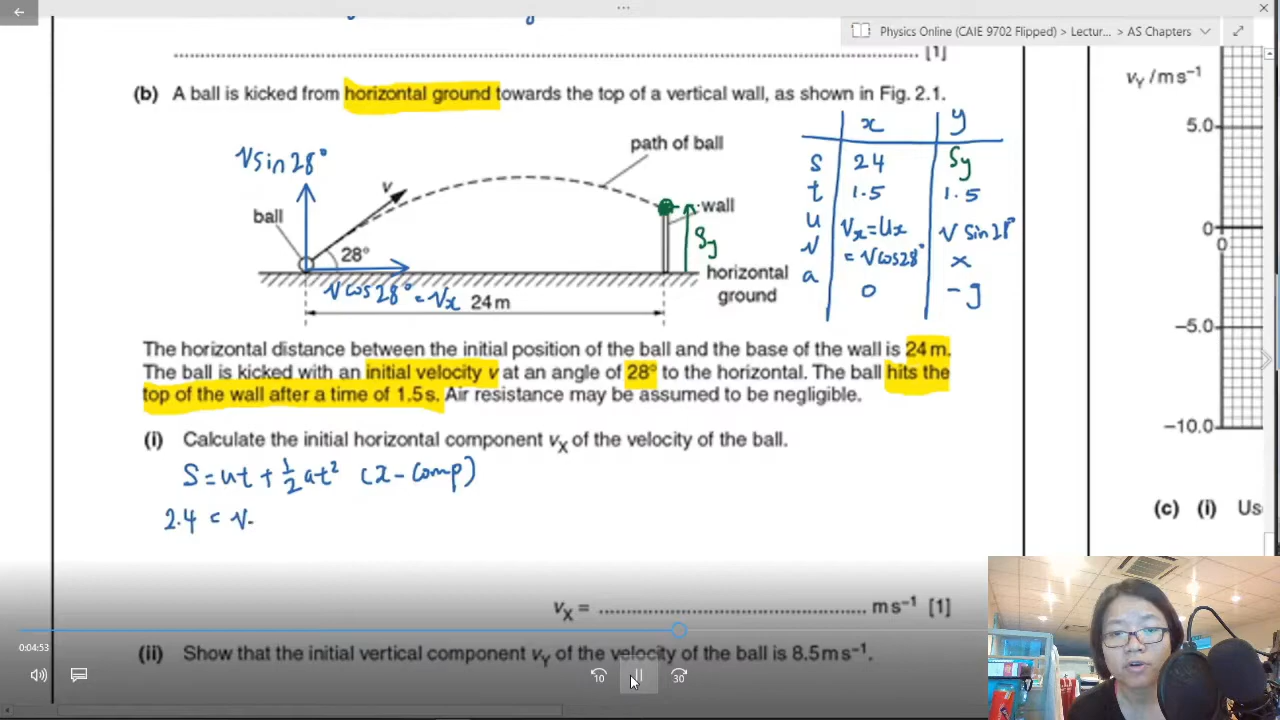 Physics Online (CAIE 9702 Flipped) > Lectur... > AS Chapters
[1]
(b) A ball is kicked from horizontal ground towards the top of a vertical wall, as shown in Fig. 2.1.
x y
s 24 Sy
t 1.5 1.5
u Vx = Ux V sin 28°
v = V cos 28° x
a 0 -g
V sin 28°
path of ball
v
ball
wall
28°
Sy
horizontal
ground
V cos 28° = Vx
24 m
The horizontal distance between the initial position of the ball and the base of the wall is 24 m.
The ball is kicked with an initial velocity v at an angle of 28° to the horizontal. The ball hits the
top of the wall after a time of 1.5 s. Air resistance may be assumed to be negligible.
(i) Calculate the initial horizontal component vX of the velocity of the ball.
S = ut + ½ at² (x - comp)
2.4 = V
vX = ............................................... m s⁻¹ [1]
(ii) Show that the initial vertical component vY of the velocity of the ball is 8.5 m s⁻¹.
0:04:53
10
30
vY / m s⁻¹
5.0
0
0
−5.0
−10.0
(c) (i) Us